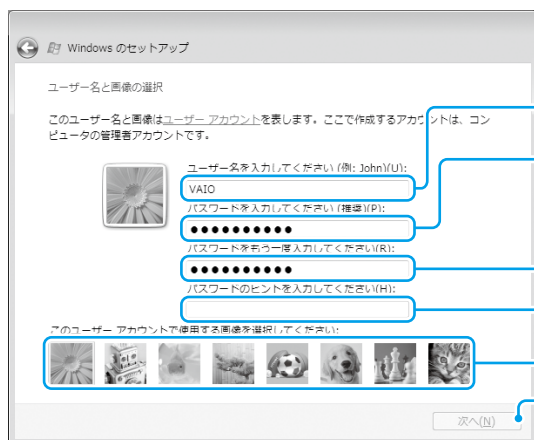 Windows のセットアップ
ユーザー名と画像の選択
このユーザー名と画像はユーザー アカウントを表します。ここで作成するアカウントは、コン
ピュータの管理者アカウントです。
ユーザー名を入力してください (例: John)(U):
VAIO
パスワードを入力してください (推奨)(P):
●●●●●●●●●●
パスワードをもう一度入力してください(R):
●●●●●●●●●●
パスワードのヒントを入力してください(H):
このユーザー アカウントで使用する画像を選択してください:
次へ(N)